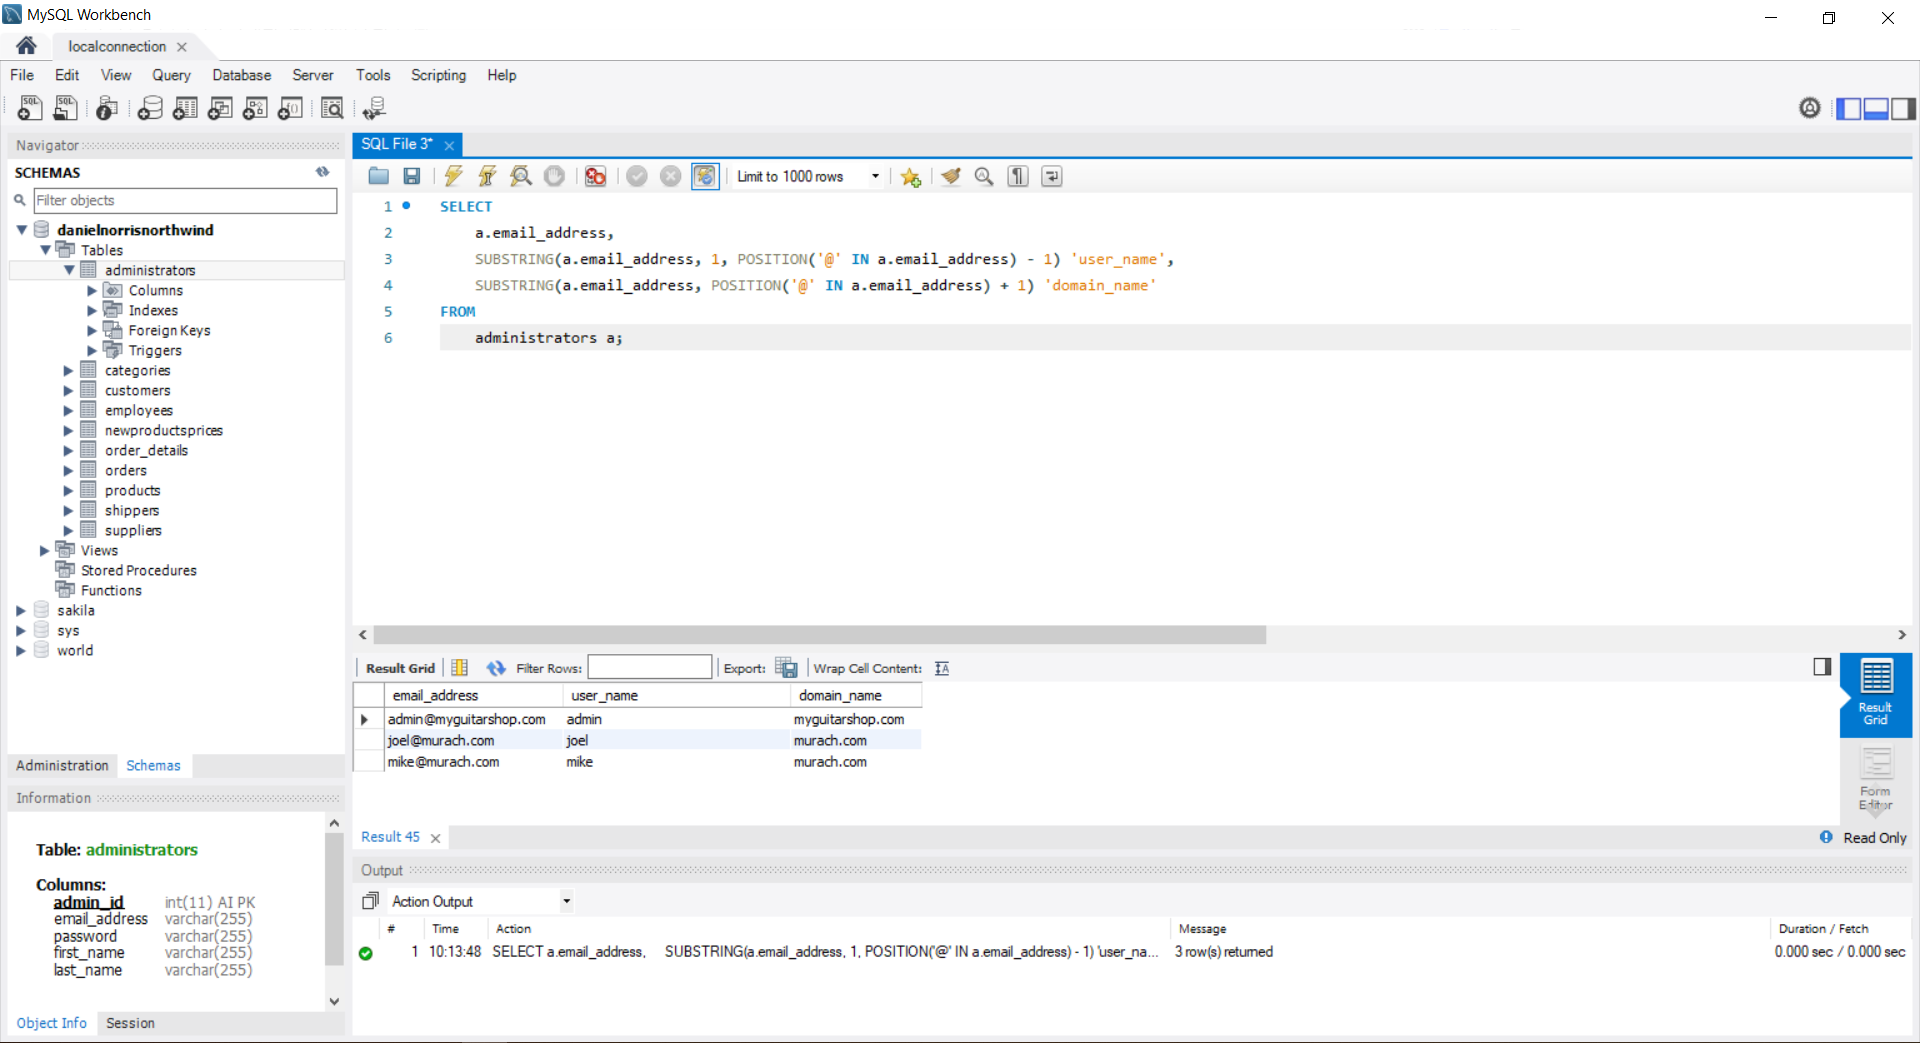 MySQL Workbench
localconnection
File Edit View Query Database Server Tools Scripting Help
Navigator
SCHEMAS
Filter objects
danielnorrisnorthwind
Tables
administrators
Columns
Indexes
Foreign Keys
Triggers
categories
customers
employees
newproductsprices
order_details
orders
products
shippers
suppliers
Views
Stored Procedures
Functions
sakila
sys
world
Administration Schemas
Information
Table: administrators
Columns:
admin_id int(11) AI PK
email_address varchar(255)
password varchar(255)
first_name varchar(255)
last_name varchar(255)
Object Info Session
SQL File 3*
Limit to 1000 rows
1 SELECT
2 a.email_address,
3 SUBSTRING(a.email_address, 1, POSITION('@' IN a.email_address) - 1) 'user_name',
4 SUBSTRING(a.email_address, POSITION('@' IN a.email_address) + 1) 'domain_name'
5 FROM
6 administrators a;
Result Grid Filter Rows: Export: Wrap Cell Content:
email_address user_name domain_name
admin@myguitarshop.com admin myguitarshop.com
joel@murach.com joel murach.com
mike@murach.com mike murach.com
Result
Grid
Form
Editor
Result 45
Read Only
Output
Action Output
# Time Action Message Duration / Fetch
1 10:13:48 SELECT a.email_address, SUBSTRING(a.email_address, 1, POSITION('@' IN a.email_address) - 1) 'user_na... 3 row(s) returned 0.000 sec / 0.000 sec